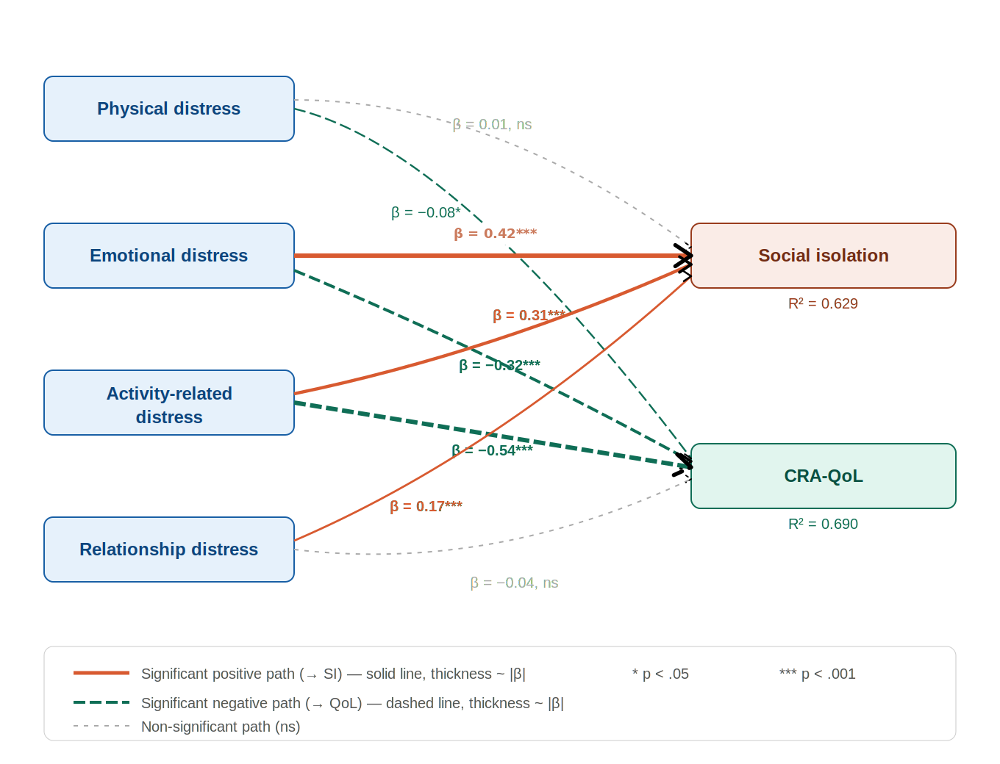 Physical distress
β = 0.01, ns
β = −0.08*
β = 0.42***
Emotional distress
Social isolation
R² = 0.629
β = 0.31***
β = −0.32***
Activity-related
distress
β = −0.54***
CRA-QoL
R² = 0.690
β = 0.17***
Relationship distress
β = −0.04, ns
Significant positive path (→ SI) — solid line, thickness ~ |β|
* p < .05
*** p < .001
Significant negative path (→ QoL) — dashed line, thickness ~ |β|
Non-significant path (ns)